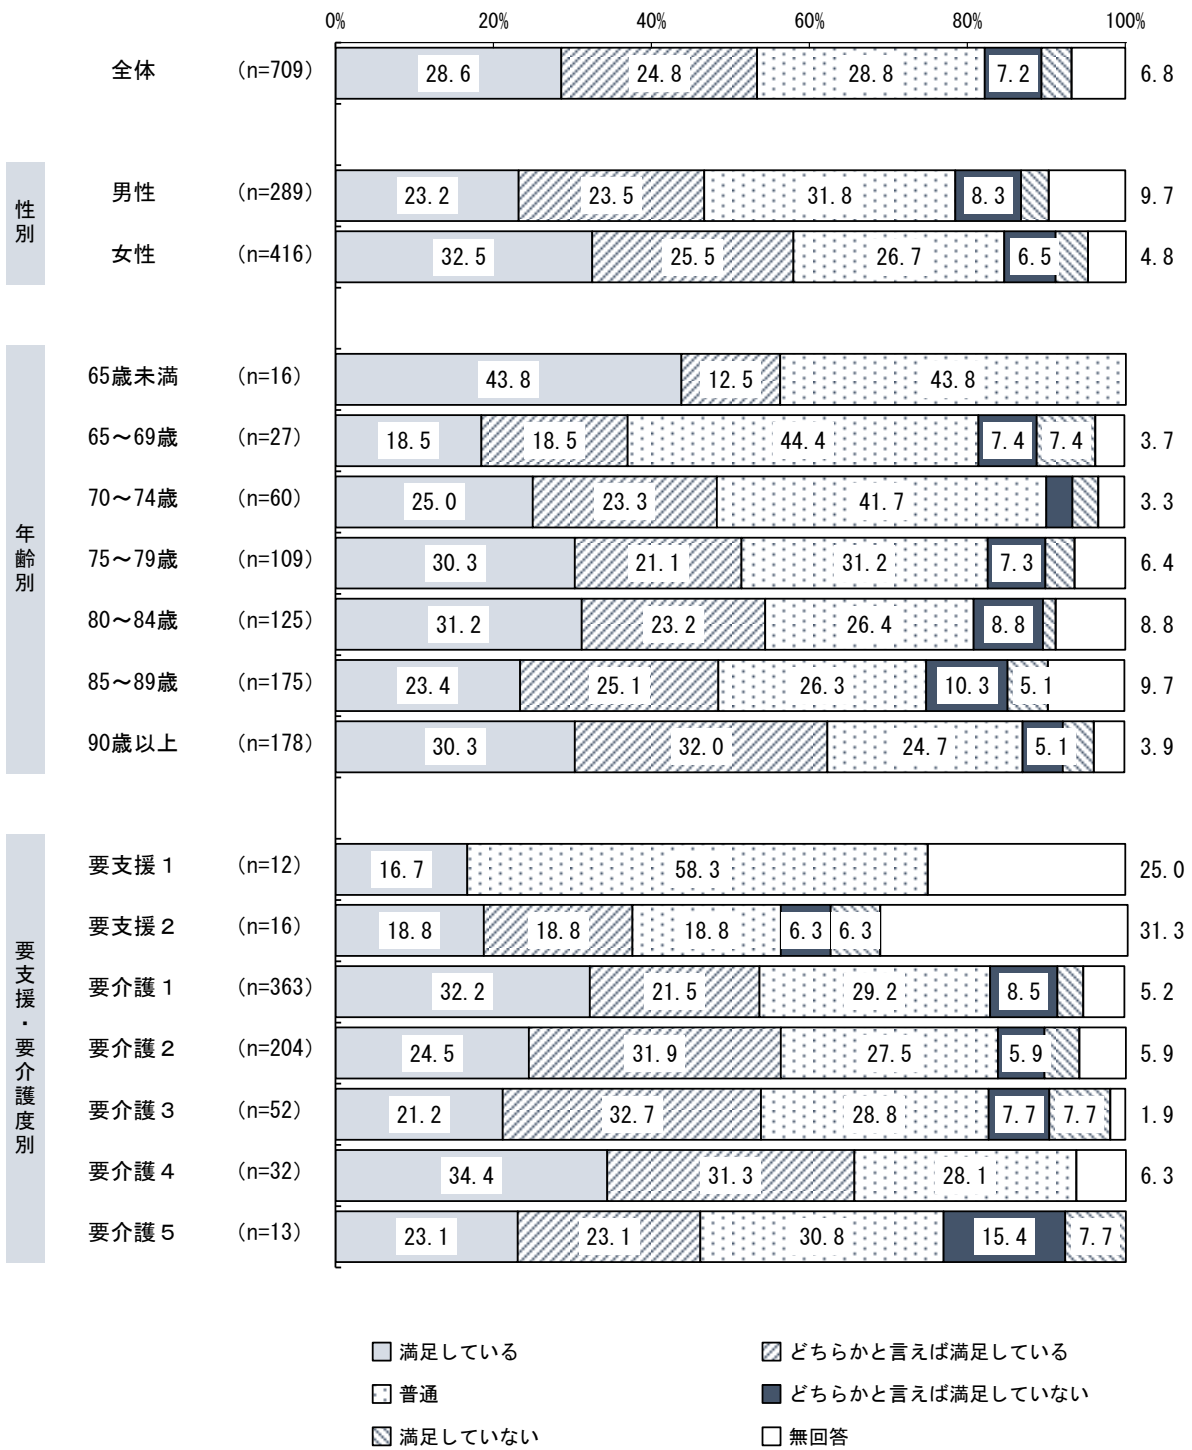 0% 20% 40% 60% 80% 100%
全体 (n=709) 28.6 24.8 28.8 7.2 6.8
性別
男性 (n=289) 23.2 23.5 31.8 8.3 9.7
女性 (n=416) 32.5 25.5 26.7 6.5 4.8
年齢別
65歳未満 (n=16) 43.8 12.5 43.8
65～69歳 (n=27) 18.5 18.5 44.4 7.4 7.4 3.7
70～74歳 (n=60) 25.0 23.3 41.7 3.3
75～79歳 (n=109) 30.3 21.1 31.2 7.3 6.4
80～84歳 (n=125) 31.2 23.2 26.4 8.8 8.8
85～89歳 (n=175) 23.4 25.1 26.3 10.3 5.1 9.7
90歳以上 (n=178) 30.3 32.0 24.7 5.1 3.9
要支援・要介護度別
要支援１ (n=12) 16.7 58.3 25.0
要支援２ (n=16) 18.8 18.8 18.8 6.3 6.3 31.3
要介護１ (n=363) 32.2 21.5 29.2 8.5 5.2
要介護２ (n=204) 24.5 31.9 27.5 5.9 5.9
要介護３ (n=52) 21.2 32.7 28.8 7.7 7.7 1.9
要介護４ (n=32) 34.4 31.3 28.1 6.3
要介護５ (n=13) 23.1 23.1 30.8 15.4 7.7
満足している どちらかと言えば満足している
普通 どちらかと言えば満足していない
満足していない 無回答